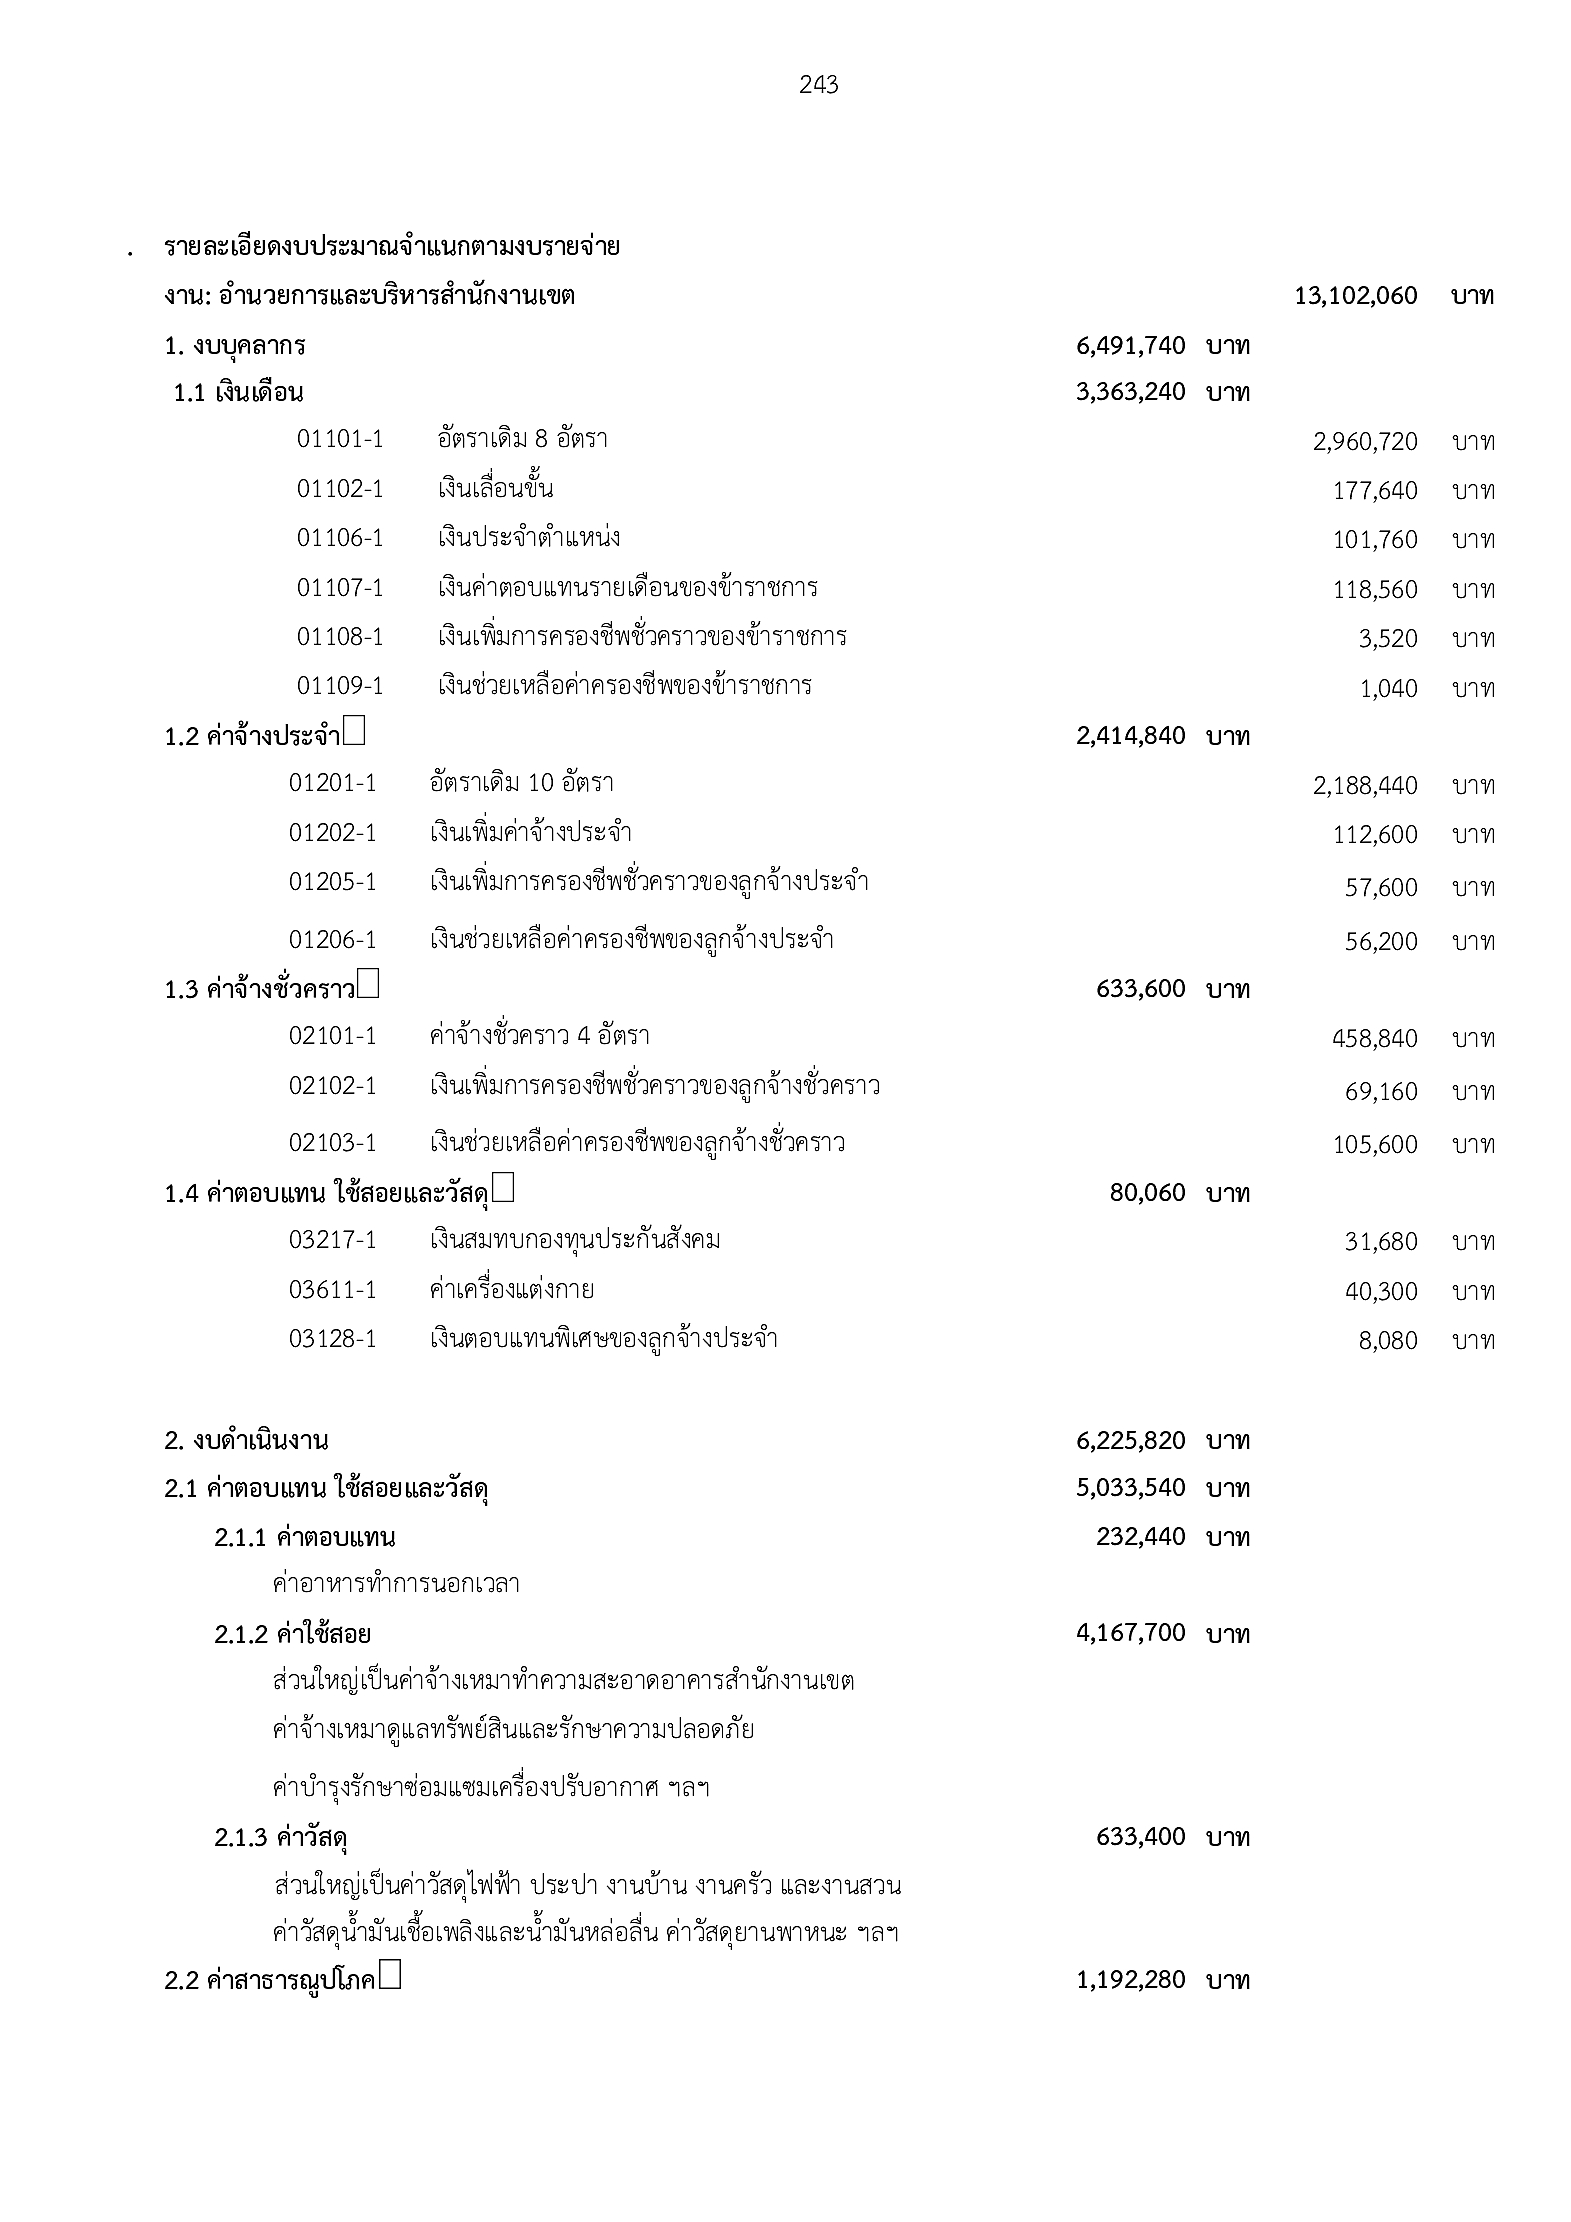 243
. รายละเอียดงบประมาณจำแนกตามงบรายจ่าย
งาน: อำนวยการและบริหารสำนักงานเขต 13,102,060 บาท
1. งบบุคลากร 6,491,740 บาท
1.1 เงินเดือน 3,363,240 บาท
01101-1 อัตราเดิม 8 อัตรา 2,960,720 บาท
01102-1 เงินเลื่อนขั้น 177,640 บาท
01106-1 เงินประจำตำแหน่ง 101,760 บาท
01107-1 เงินค่าตอบแทนรายเดือนของข้าราชการ 118,560 บาท
01108-1 เงินเพิ่มการครองชีพชั่วคราวของข้าราชการ 3,520 บาท
01109-1 เงินช่วยเหลือค่าครองชีพของข้าราชการ 1,040 บาท
1.2 ค่าจ้างประจำ 2,414,840 บาท
01201-1 อัตราเดิม 10 อัตรา 2,188,440 บาท
01202-1 เงินเพิ่มค่าจ้างประจำ 112,600 บาท
01205-1 เงินเพิ่มการครองชีพชั่วคราวของลูกจ้างประจำ 57,600 บาท
01206-1 เงินช่วยเหลือค่าครองชีพของลูกจ้างประจำ 56,200 บาท
1.3 ค่าจ้างชั่วคราว 633,600 บาท
02101-1 ค่าจ้างชั่วคราว 4 อัตรา 458,840 บาท
02102-1 เงินเพิ่มการครองชีพชั่วคราวของลูกจ้างชั่วคราว 69,160 บาท
02103-1 เงินช่วยเหลือค่าครองชีพของลูกจ้างชั่วคราว 105,600 บาท
1.4 ค่าตอบแทน ใช้สอยและวัสดุ 80,060 บาท
03217-1 เงินสมทบกองทุนประกันสังคม 31,680 บาท
03611-1 ค่าเครื่องแต่งกาย 40,300 บาท
03128-1 เงินตอบแทนพิเศษของลูกจ้างประจำ 8,080 บาท
2. งบดำเนินงาน 6,225,820 บาท
2.1 ค่าตอบแทน ใช้สอยและวัสดุ 5,033,540 บาท
2.1.1 ค่าตอบแทน 232,440 บาท
ค่าอาหารทำการนอกเวลา
2.1.2 ค่าใช้สอย 4,167,700 บาท
ส่วนใหญ่เป็นค่าจ้างเหมาทำความสะอาดอาคารสำนักงานเขต
ค่าจ้างเหมาดูแลทรัพย์สินและรักษาความปลอดภัย
ค่าบำรุงรักษาซ่อมแซมเครื่องปรับอากาศ ฯลฯ
2.1.3 ค่าวัสดุ 633,400 บาท
ส่วนใหญ่เป็นค่าวัสดุไฟฟ้า ประปา งานบ้าน งานครัว และงานสวน
ค่าวัสดุน้ำมันเชื้อเพลิงและน้ำมันหล่อลื่น ค่าวัสดุยานพาหนะ ฯลฯ
2.2 ค่าสาธารณูปโภค 1,192,280 บาท